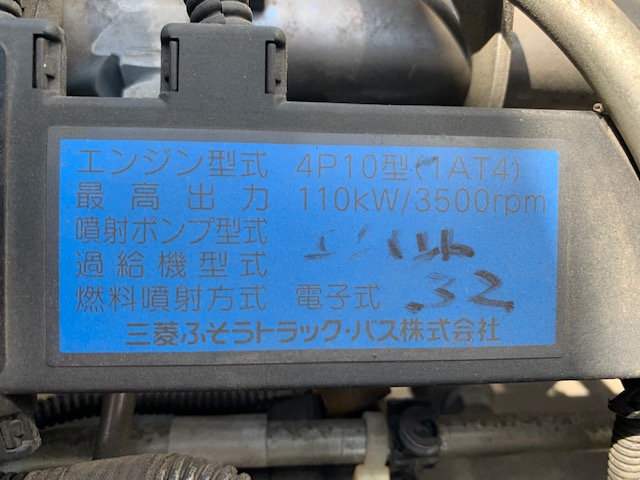 エンジン型式 4P10型(1AT4)
最高出力 110kW/3500rpm
噴射ポンプ型式
過給機型式
燃料噴射方式 電子式 32
三菱ふそうトラック・バス株式会社